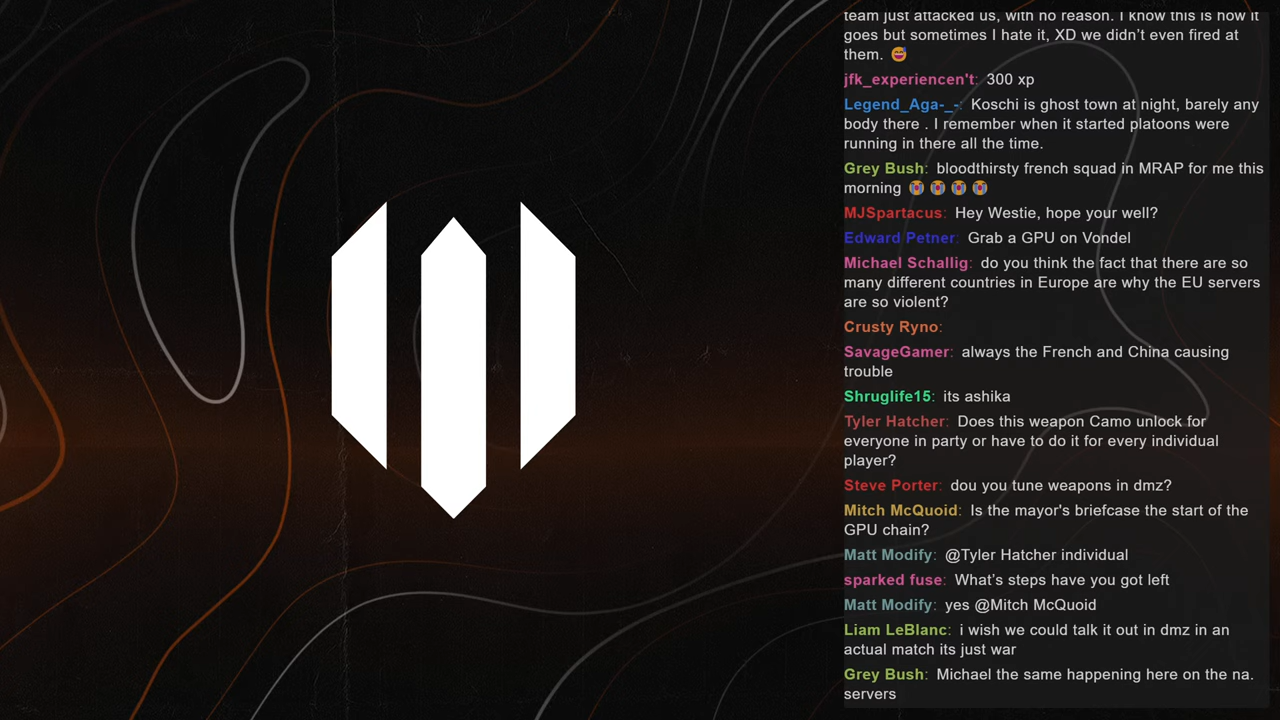 team just attacked us, with no reason. I know this is how it
goes but sometimes I hate it, XD we didn’t even fired at
them.
jfk_experiencen't: 300 xp
Legend_Aga-_-: Koschi is ghost town at night, barely any
body there . I remember when it started platoons were
running in there all the time.
Grey Bush: bloodthirsty french squad in MRAP for me this
morning
MJSpartacus: Hey Westie, hope your well?
Edward Petner: Grab a GPU on Vondel
Michael Schallig: do you think the fact that there are so
many different countries in Europe are why the EU servers
are so violent?
Crusty Ryno:
SavageGamer: always the French and China causing
trouble
Shruglife15: its ashika
Tyler Hatcher: Does this weapon Camo unlock for
everyone in party or have to do it for every individual
player?
Steve Porter: dou you tune weapons in dmz?
Mitch McQuoid: Is the mayor's briefcase the start of the
GPU chain?
Matt Modify: @Tyler Hatcher individual
sparked fuse: What’s steps have you got left
Matt Modify: yes @Mitch McQuoid
Liam LeBlanc: i wish we could talk it out in dmz in an
actual match its just war
Grey Bush: Michael the same happening here on the na.
servers